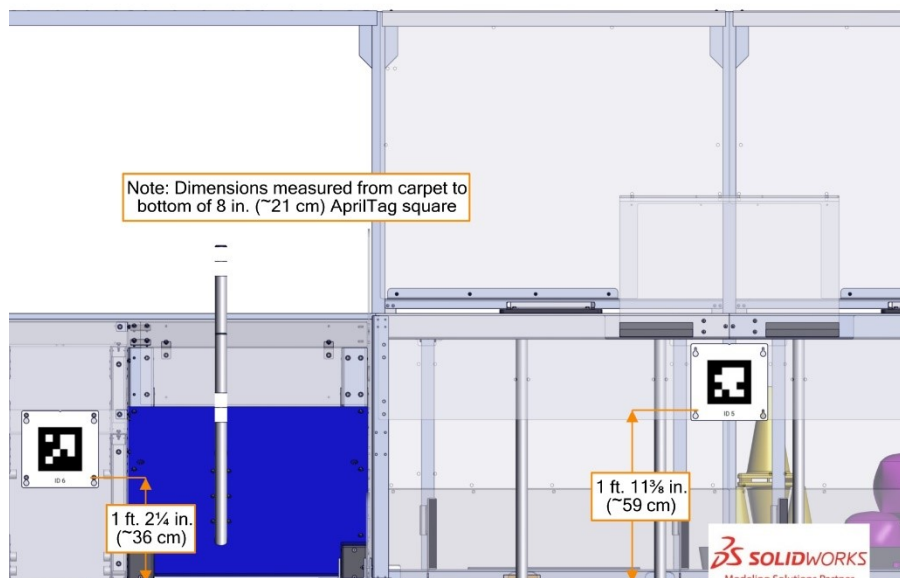 Note: Dimensions measured from carpet to
bottom of 8 in. (~21 cm) AprilTag square
ID 6
ID 5
1 ft. 2¼ in.
(~36 cm)
1 ft. 11⅜ in.
(~59 cm)
SOLIDWORKS
Modeling Solutions Partner